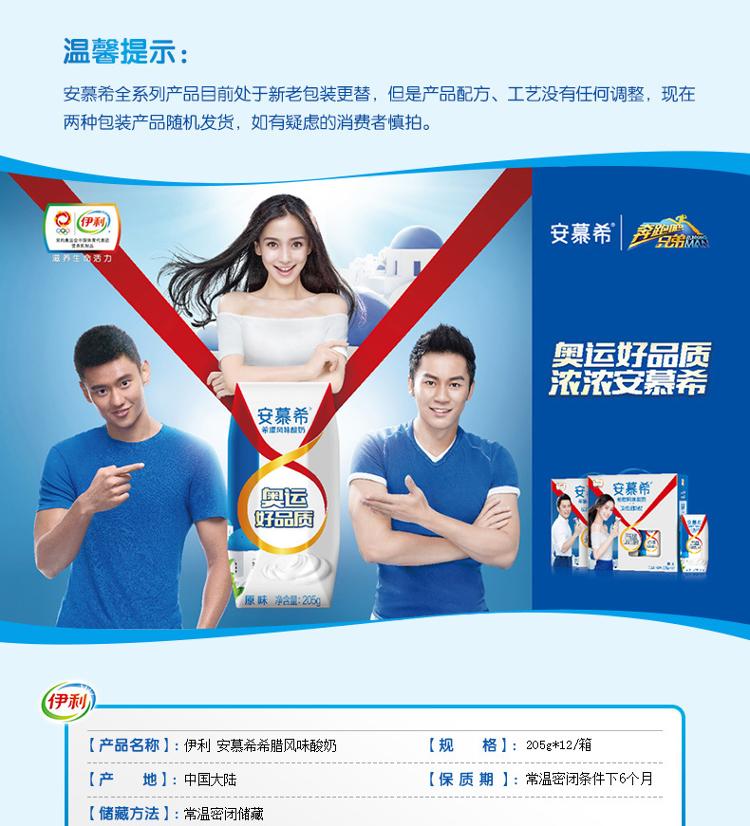 温馨提示：
安慕希全系列产品目前处于新老包装更替，但是产品配方、工艺没有任何调整，现在
两种包装产品随机发货，如有疑虑的消费者慎拍。
伊利
滋养生命活力
安慕希®
奔跑吧
兄弟
MAN
奥运好品质
浓浓安慕希
安慕希®
希腊风味酸奶
奥运
好品质
原味 净含量：205g
安慕希
安慕希
伊利
【产品名称】：伊利 安慕希希腊风味酸奶
【规 格】：205g*12/箱
【产 地】：中国大陆
【保 质 期】：常温密闭条件下6个月
【储藏方法】：常温密闭储藏